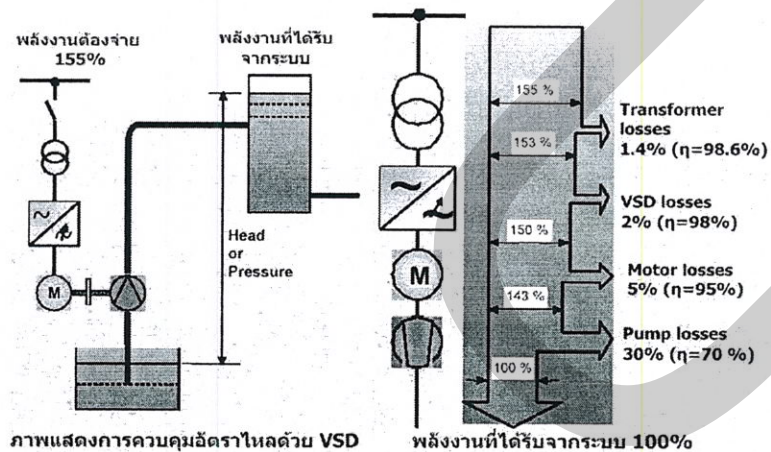 พลังงานต้องจ่าย
155%
พลังงานที่ได้รับ
จากระบบ
Head
or
Pressure
M
ภาพแสดงการควบคุมอัตราไหลด้วย VSD
M
155 %
153 %
150 %
143 %
100 %
Transformer
losses
1.4% (η=98.6%)
VSD losses
2% (η=98%)
Motor losses
5% (η=95%)
Pump losses
30% (η=70 %)
พลังงานที่ได้รับจากระบบ 100%